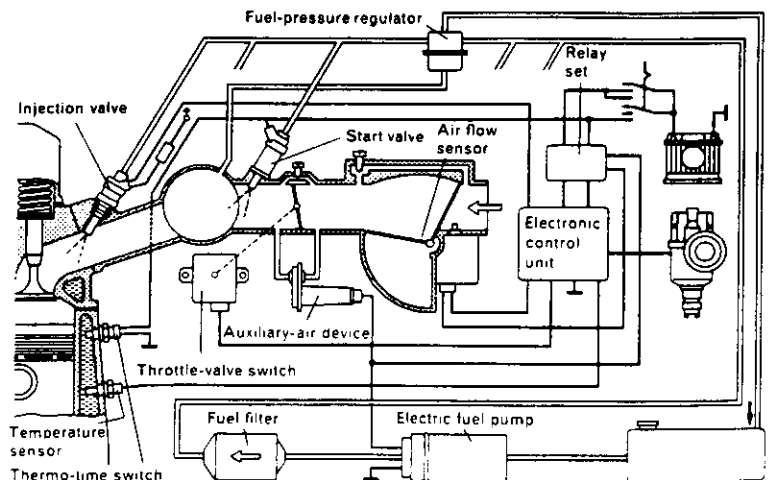 Fuel-pressure regulator
Relay
set
Injection valve
Start valve
Air flow
sensor
Electronic
control
unit
Auxiliary-air device
Throttle-valve switch
Fuel filter
Electric fuel pump
Temperature
sensor
Thermo-time switch